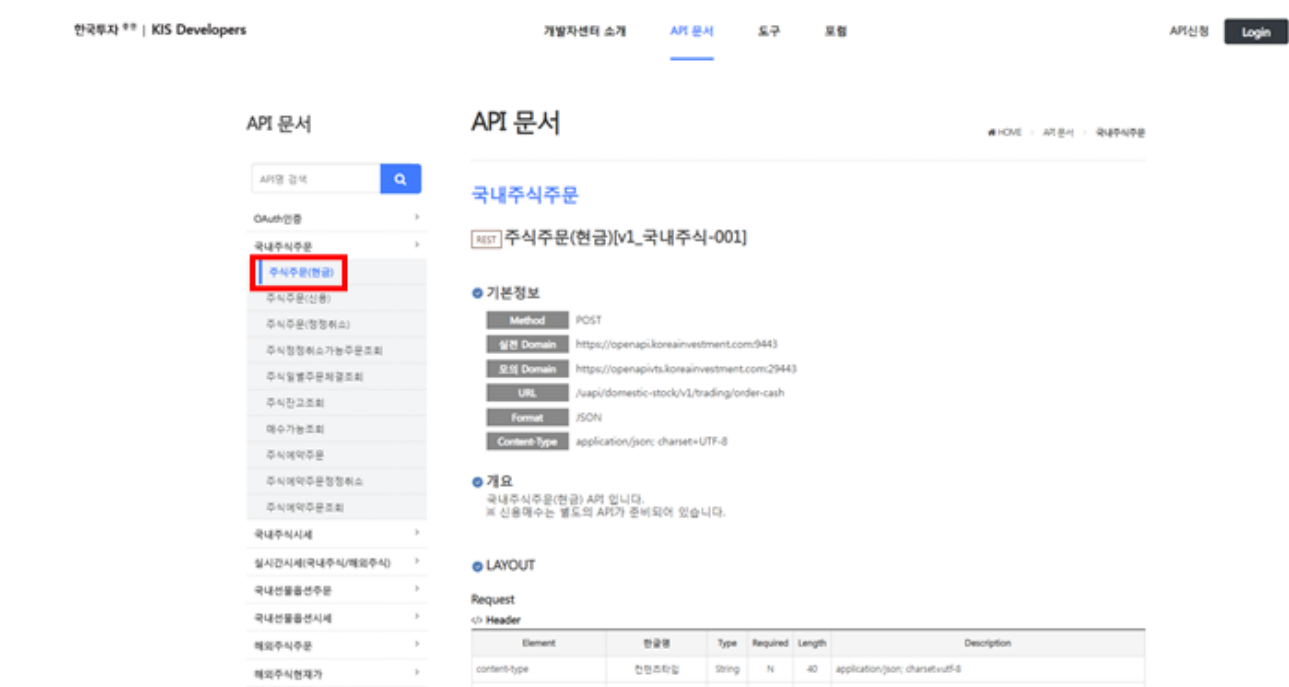 한국투자 증권 | KIS Developers
개발자센터 소개
API 문서
도구
포럼
API신청
Login
API 문서
API명 검색
OAuth인증
국내주식주문
주식주문(현금)
주식주문(신용)
주식주문(정정취소)
주식정정취소가능주문조회
주식일별주문체결조회
주식잔고조회
매수가능조회
주식예약주문
주식예약주문정정취소
주식예약주문조회
국내주식시세
실시간시세(국내주식/해외주식)
국내선물옵션주문
국내선물옵션시세
해외주식주문
해외주식현재가
API 문서
HOME > API 문서 > 국내주식주문
국내주식주문
REST 주식주문(현금)[v1_국내주식-001]
기본정보
Method POST
실전 Domain https://openapi.koreainvestment.com:9443
모의 Domain https://openapivts.koreainvestment.com:29443
URL /uapi/domestic-stock/v1/trading/order-cash
Format JSON
Content-Type application/json; charset=UTF-8
개요
국내주식주문(현금) API 입니다.
※ 신용매수는 별도의 API가 준비되어 있습니다.
LAYOUT
Request
</> Header
Element 한글명 Type Required Length Description
content-type 컨텐츠타입 String N 40 application/json; charset=utf-8